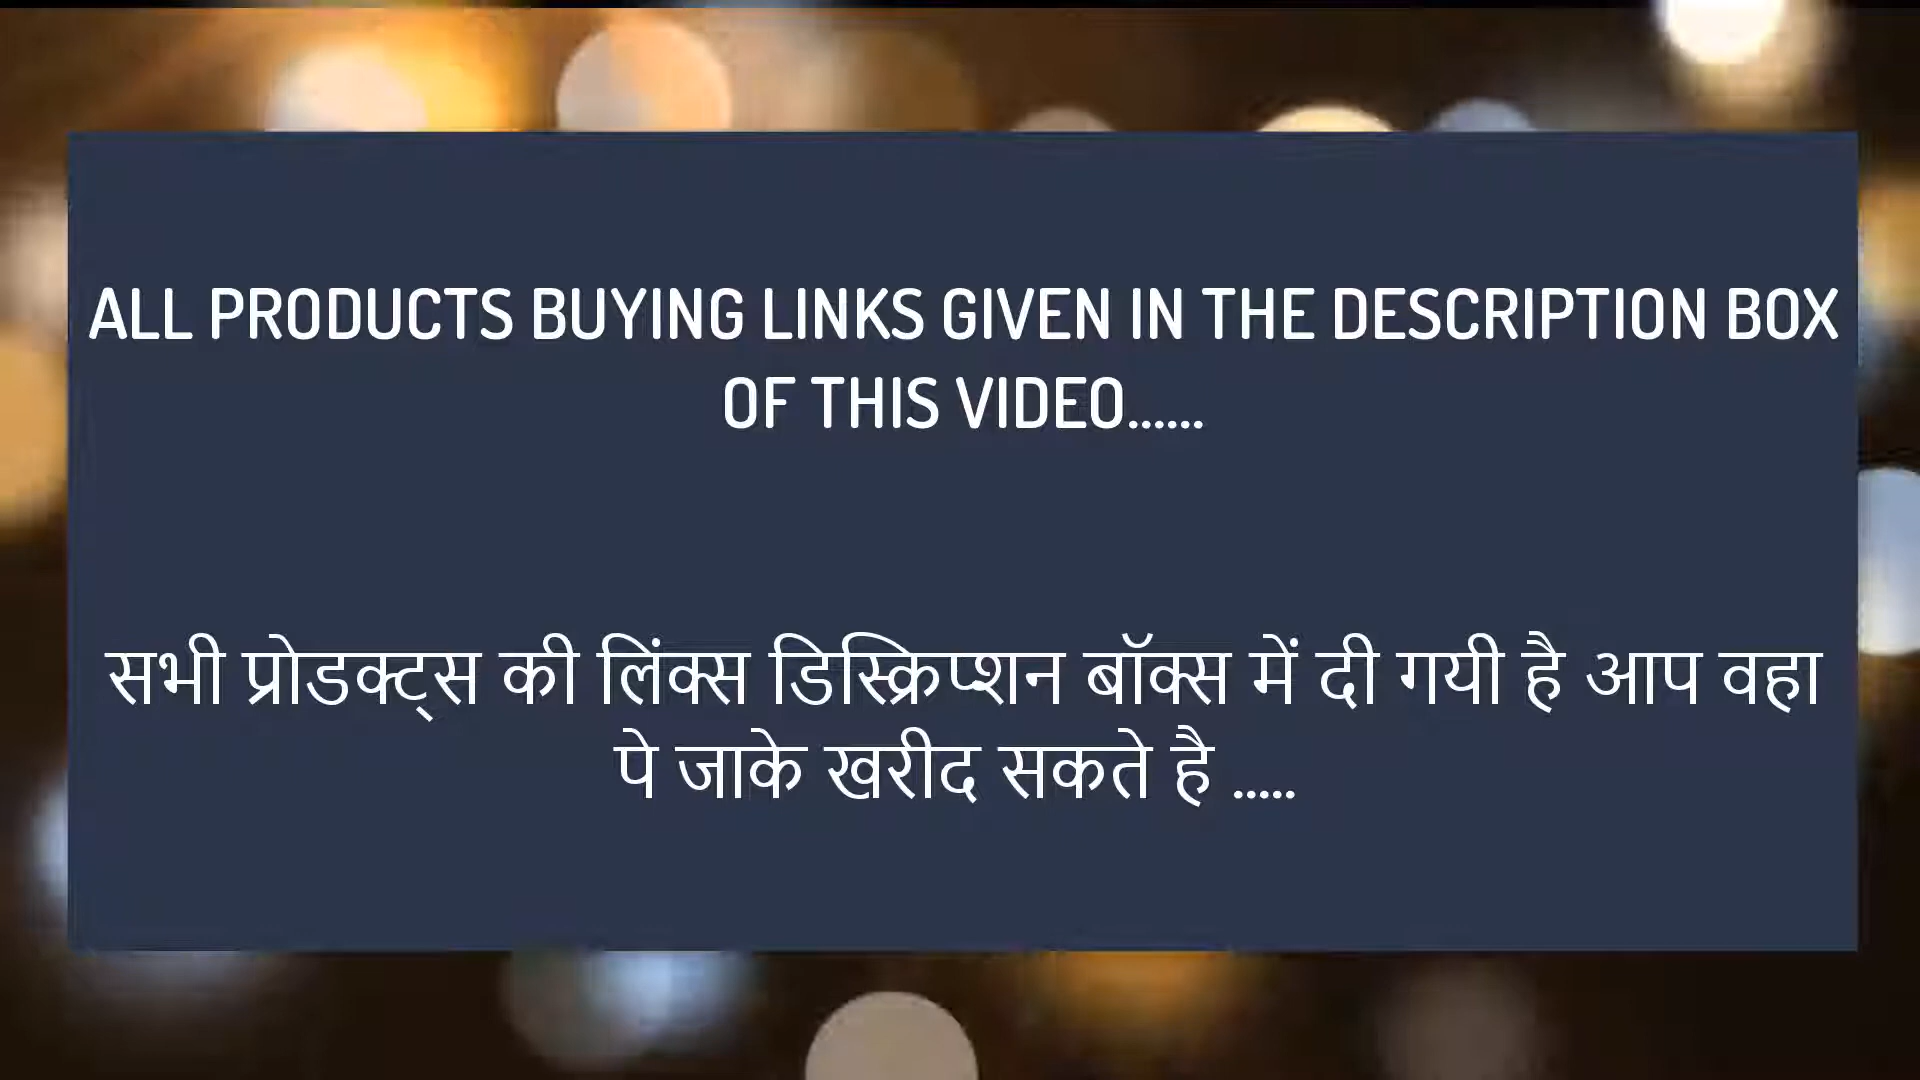 ALL PRODUCTS BUYING LINKS GIVEN IN THE DESCRIPTION BOX
OF THIS VIDEO......
सभी प्रोडक्ट्स की लिंक्स डिस्क्रिप्शन बॉक्स में दी गयी है आप वहा
पे जाके खरीद सकते है .....